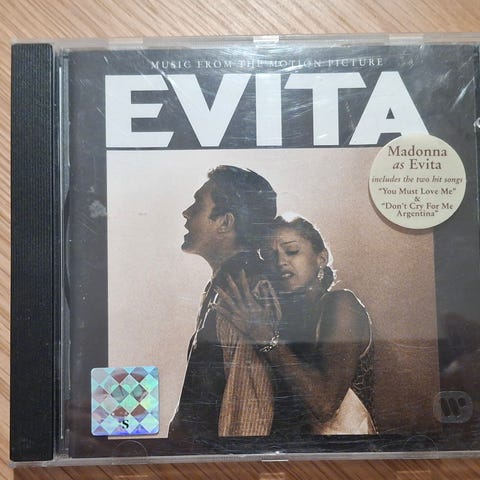 MUSIC FROM THE MOTION PICTURE
EVITA
Madonna
as Evita
includes the two hit songs
"You Must Love Me"
&
"Don't Cry For Me
Argentina"
S